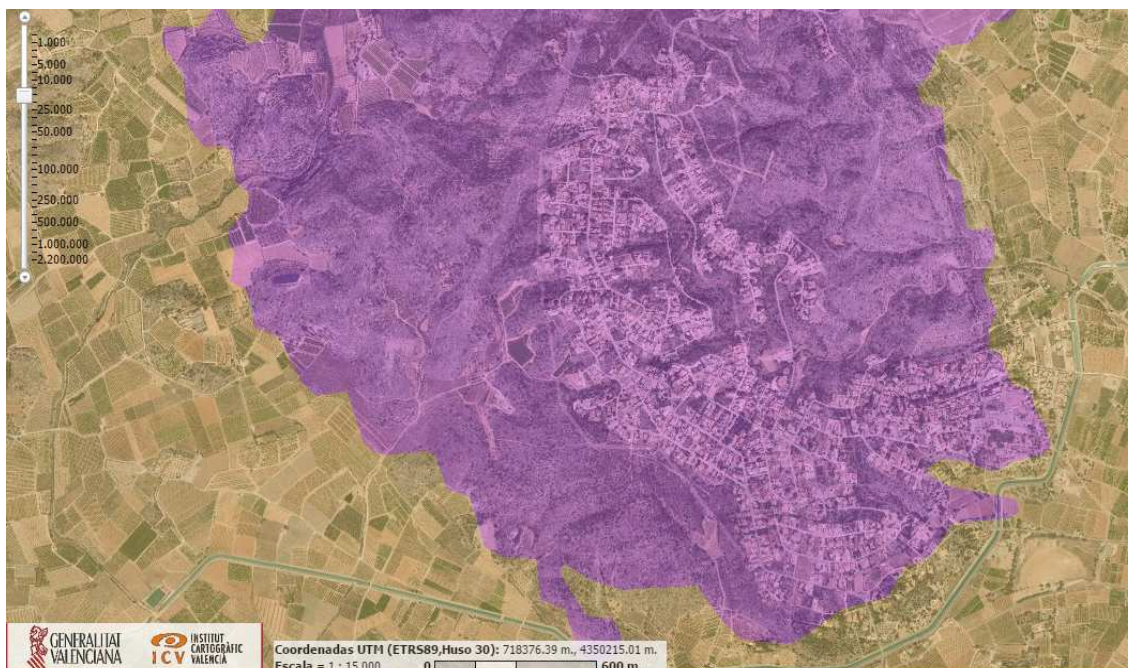 1.000
5.000
10.000
25.000
50.000
100.000
250.000
500.000
1.000.000
2.200.000
GENERALITAT
VALENCIANA
ICV
INSTITUT
CARTOGRÀFIC
VALENCIÀ
Coordenadas UTM (ETRS89,Huso 30): 718376.39 m., 4350215.01 m.
Escala = 1 : 15.000
0
600 m.